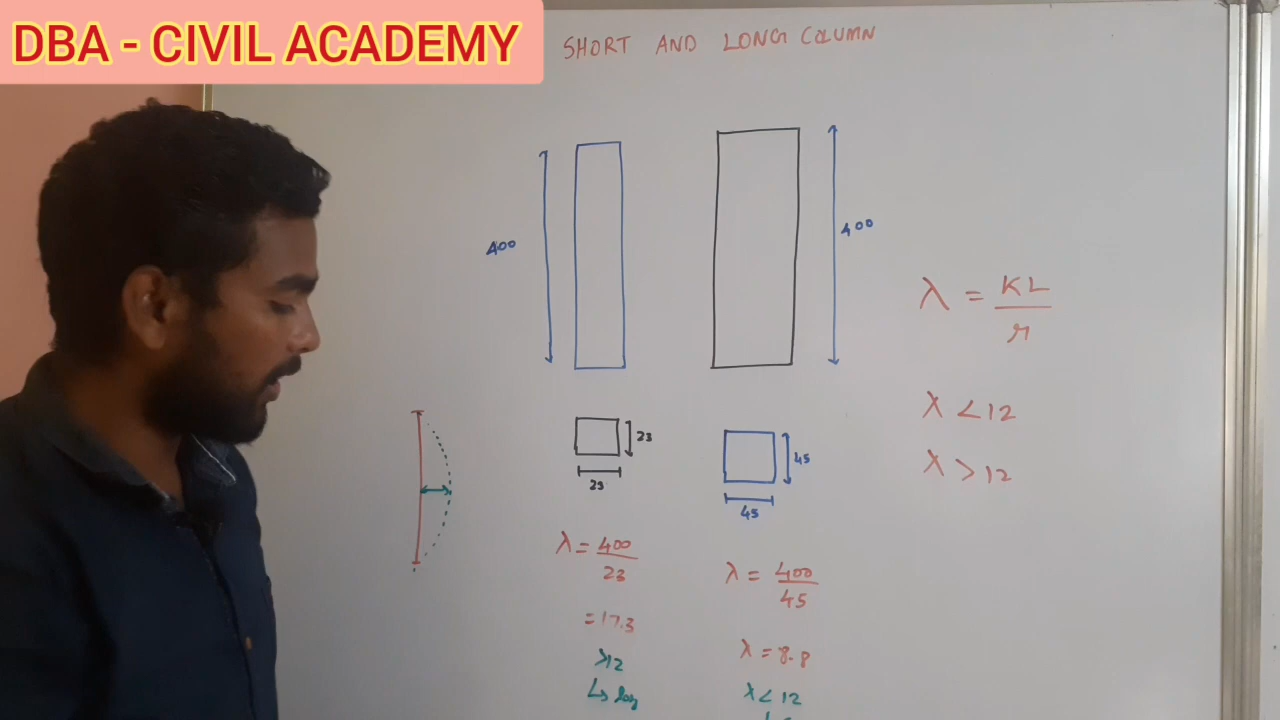 DBA - CIVIL ACADEMY
SHORT AND LONG COLUMN
400
400
λ = KL
r
λ < 12
λ > 12
23
23
45
45
λ = 400
23
= 17.3
>12
↳ long
λ = 400
45
λ = 8.8
λ < 12